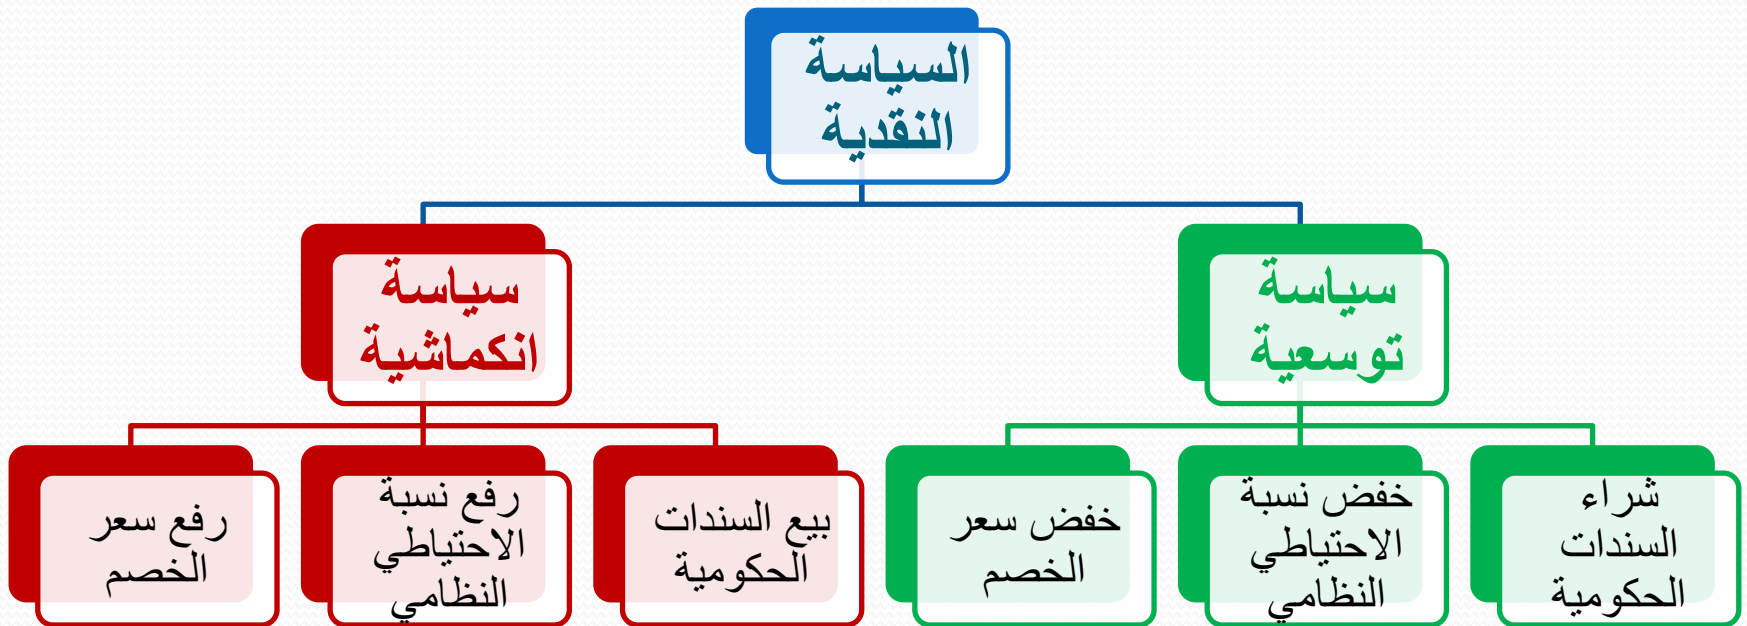 السياسة
النقدية
سياسة
توسعية
سياسة
انكماشية
شراء
السندات
الحكومية
خفض نسبة
الاحتياطي
النظامي
خفض سعر
الخصم
بيع السندات
الحكومية
رفع نسبة
الاحتياطي
النظامي
رفع سعر
الخصم